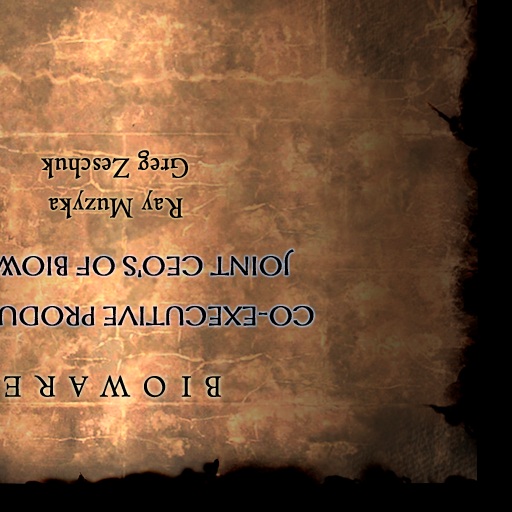 BIOWARE
CO-EXECUTIVE PRODU
JOINT CEO'S OF BIOW
Ray Muzyka
Greg Zeschuk